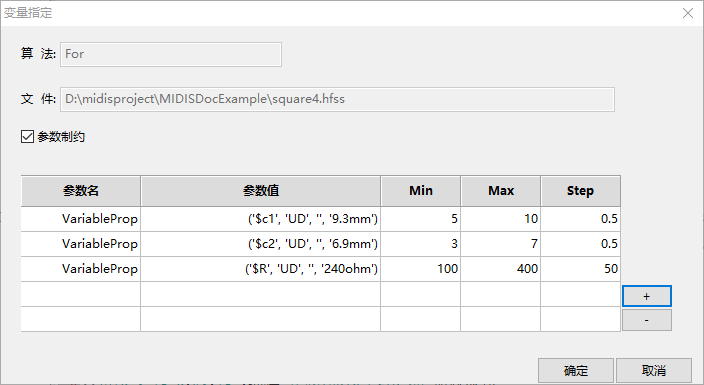 变量指定
算 法: For
文 件: D:\midisproject\MIDISDocExample\square4.hfss
参数制约
参数名 参数值 Min Max Step
VariableProp ('$c1', 'UD', '', '9.3mm') 5 10 0.5
VariableProp ('$c2', 'UD', '', '6.9mm') 3 7 0.5
VariableProp ('$R', 'UD', '', '240ohm') 100 400 50
+
-
确定 取消